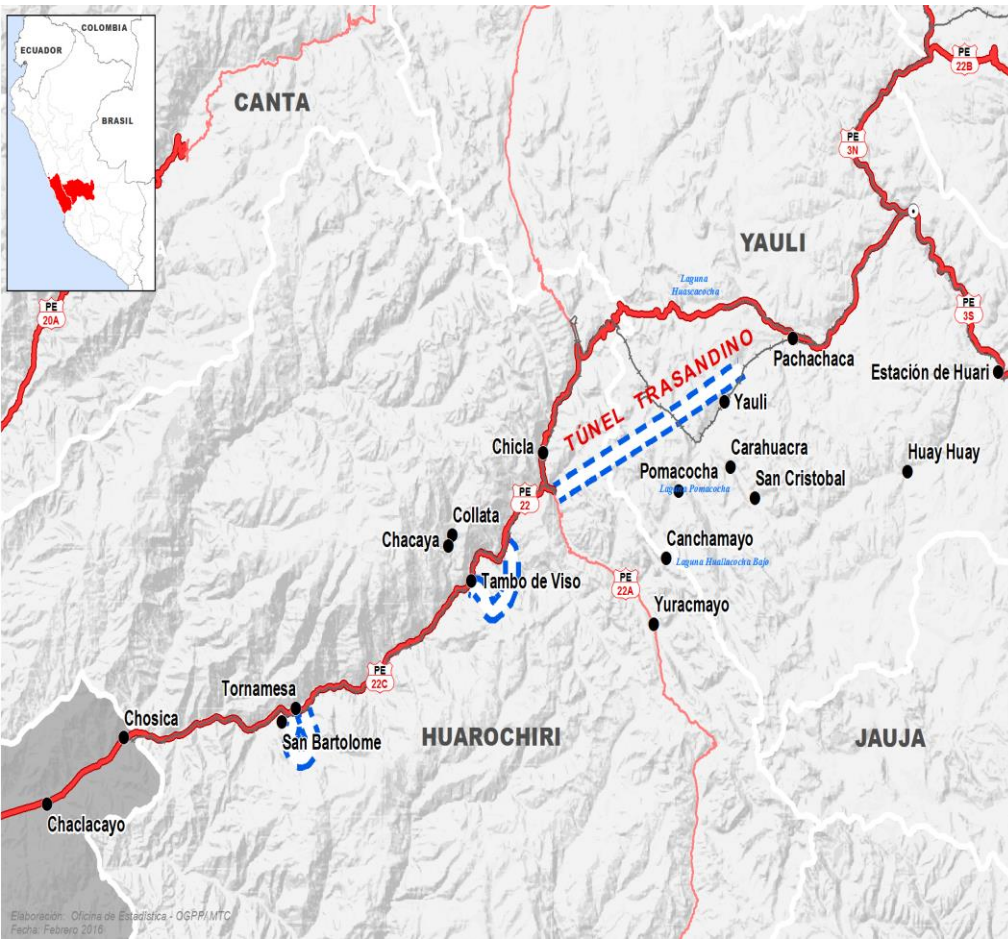 COLOMBIA
ECUADOR
BRASIL
CANTA
PE
22B
PE
3N
YAULI
Laguna
Huascacocha
PE
20A
PE
3S
TÚNEL TRASANDINO
Pachachaca
Estación de Huari
Yauli
Chicla
Carahuacra
Huay Huay
Pomacocha
San Cristobal
Laguna Pomacocha
PE
22
Collata
Chacaya
Canchamayo
Laguna Huallacocha Bajo
Tambo de Viso
PE
22A
Yuracmayo
PE
22C
Tornamesa
Chosica
San Bartolome
HUAROCHIRI
JAUJA
Chaclacayo
Elaboración: Oficina de Estadística - OGPP/ MTC
Fecha: Febrero 2016